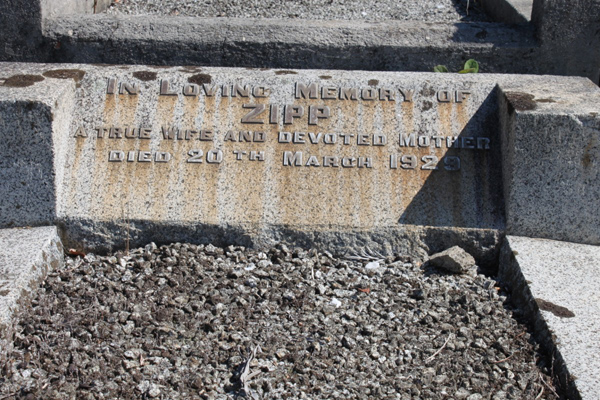 IN LOVING MEMORY OF
ZIPP
A TRUE WIFE AND DEVOTED MOTHER
DIED 20TH MARCH 1929